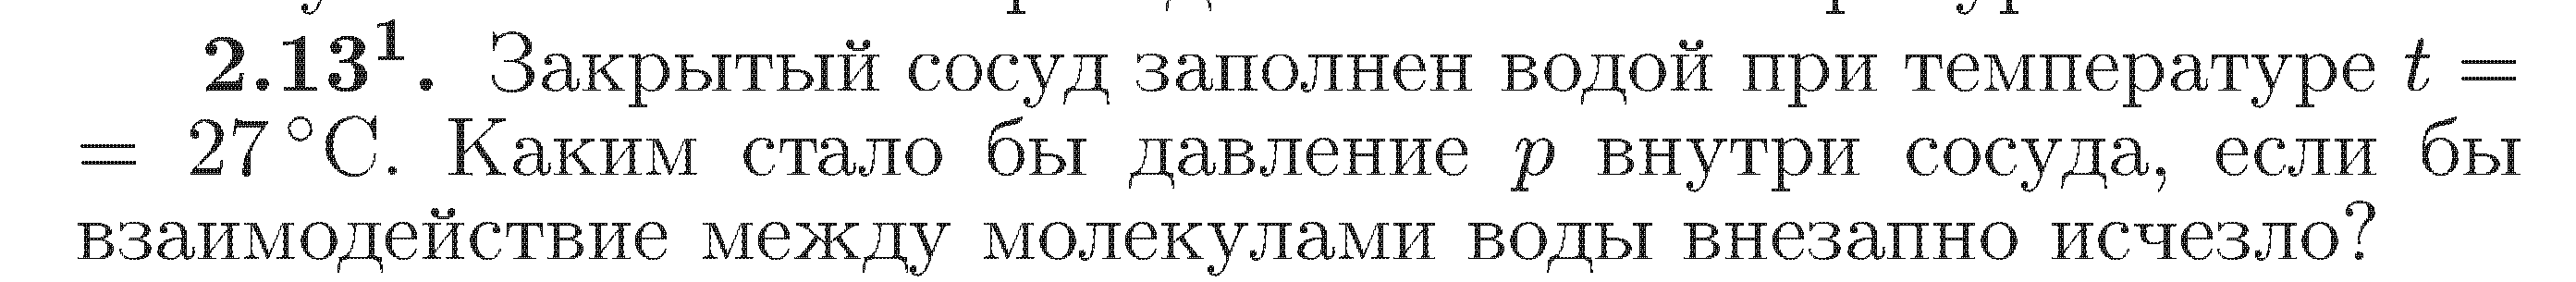 2.13¹. Закрытый сосуд заполнен водой при температуре t =
= 27 °C. Каким стало бы давление p внутри сосуда, если бы
взаимодействие между молекулами воды внезапно исчезло?